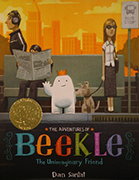 THE ADVENTURES OF
BEEKLE
The Unimaginary Friend
Dan Santat